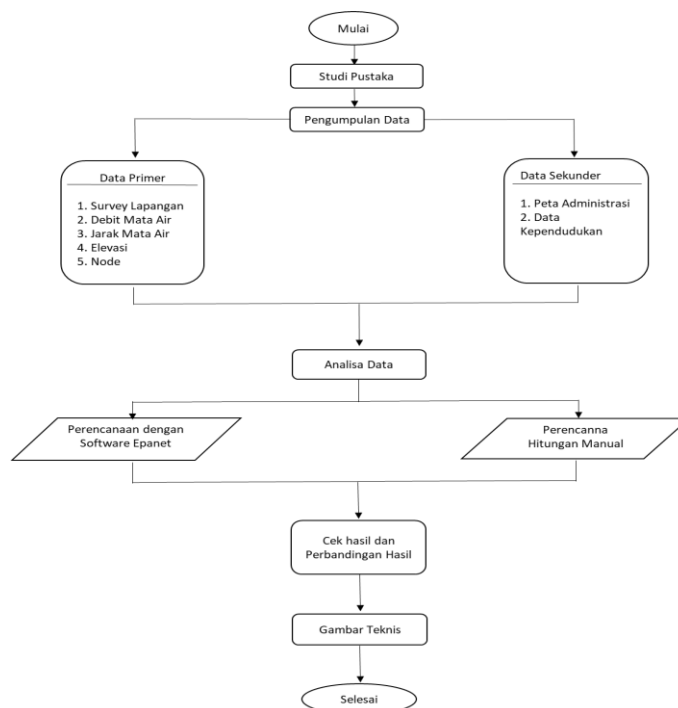 Mulai
Studi Pustaka
Pengumpulan Data
Data Primer
1. Survey Lapangan
2. Debit Mata Air
3. Jarak Mata Air
4. Elevasi
5. Node
Data Sekunder
1. Peta Administrasi
2. Data
Kependudukan
Analisa Data
Perencanaan dengan
Software Epanet
Perencanna
Hitungan Manual
Cek hasil dan
Perbandingan Hasil
Gambar Teknis
Selesai